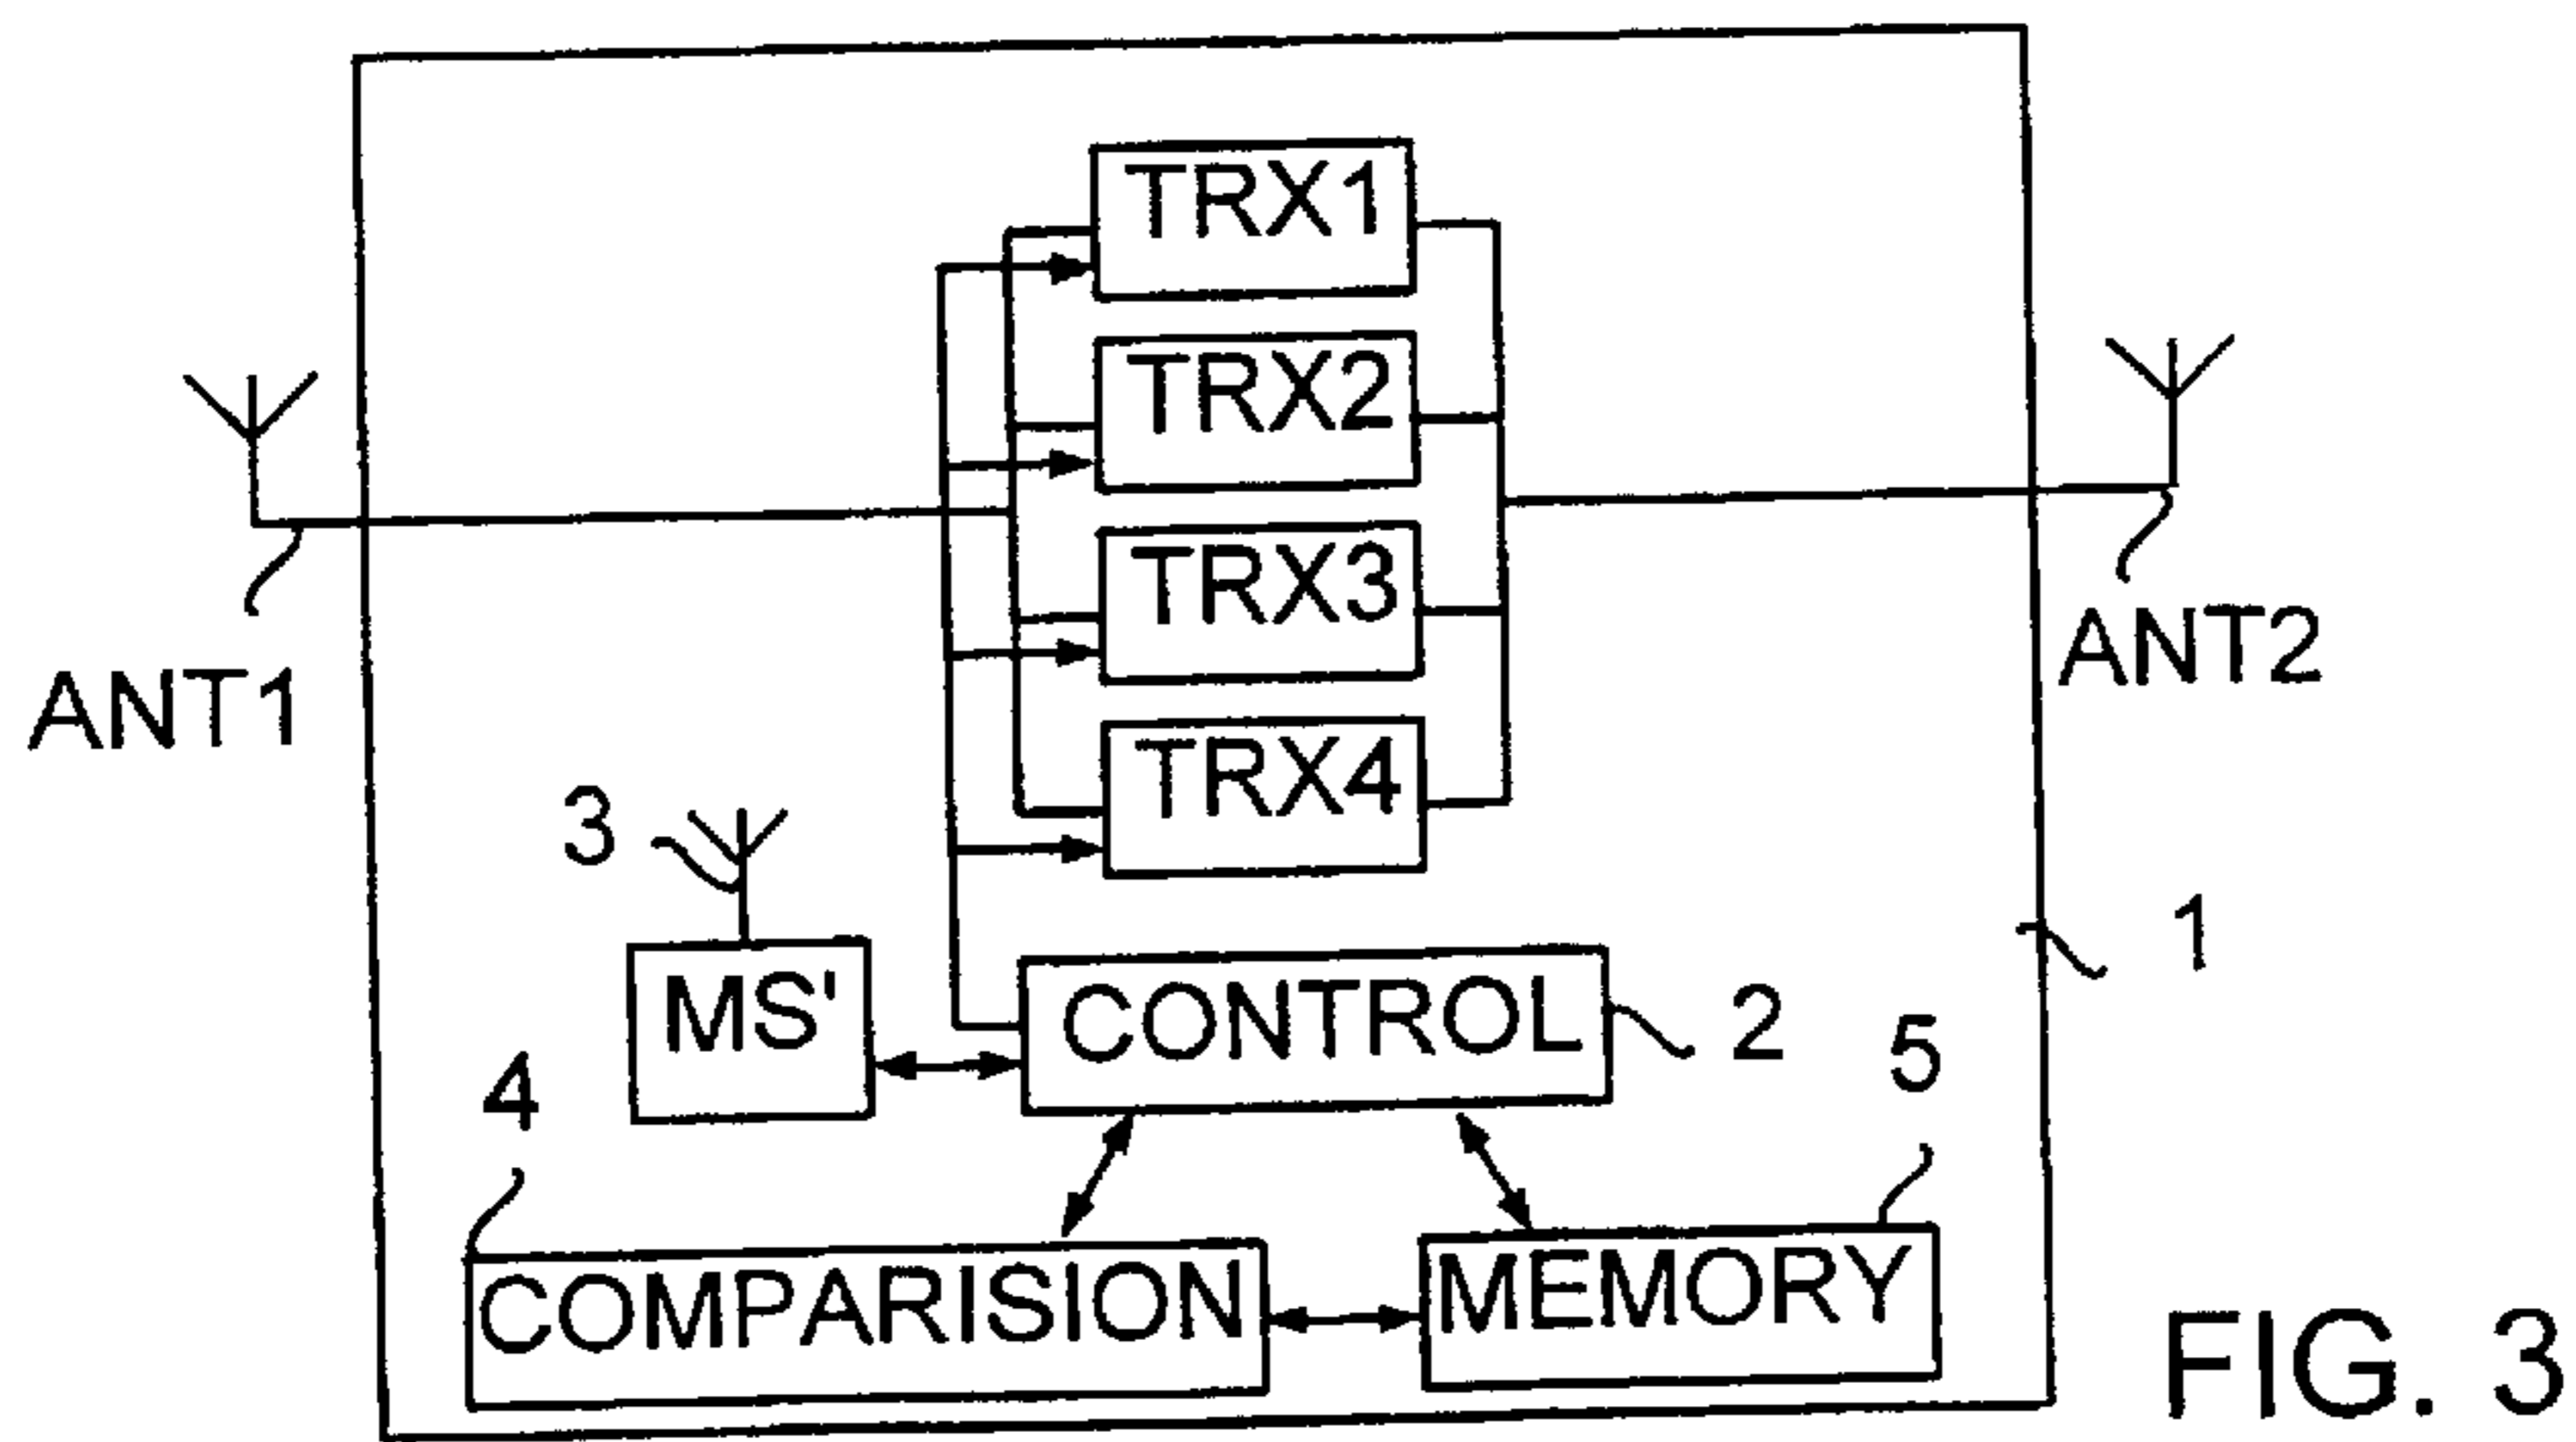 TRX1
TRX2
TRX3
TRX4
ANT1
ANT2
3
MS'
CONTROL
2
1
4
5
COMPARISION
MEMORY
FIG. 3